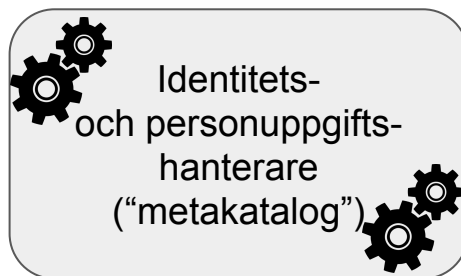 Identitets-
och personuppgifts-
hanterare
(“metakatalog”)